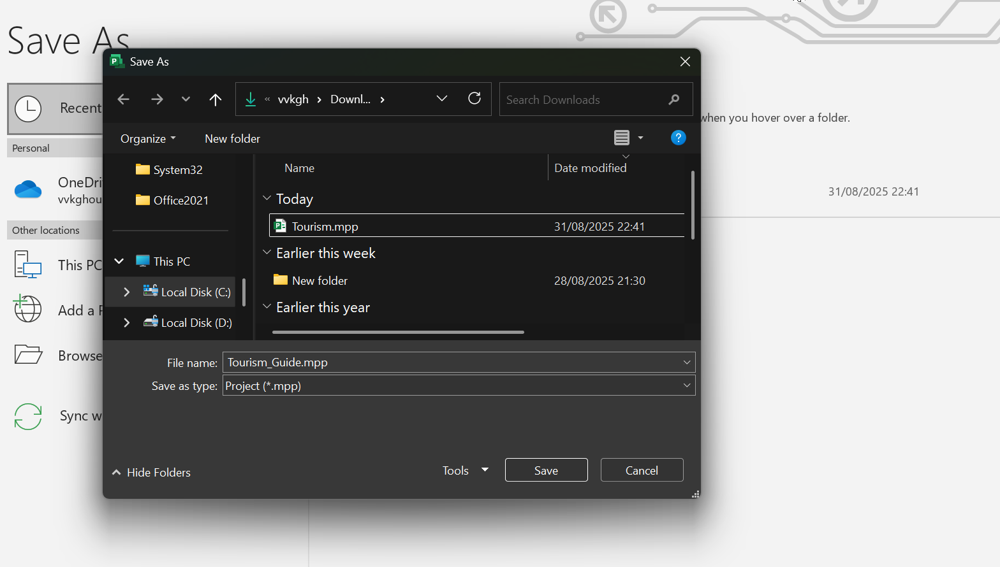 Save As
Save As
vvkgh
Downl...
Search Downloads
Recent
when you hover over a folder.
Organize
New folder
?
Personal
System32
Name
Date modified
OneDri
vvkghou
Office2021
Today
31/08/2025 22:41
Tourism.mpp
31/08/2025 22:41
Other locations
Earlier this week
This PC
This PC
New folder
28/08/2025 21:30
Local Disk (C:)
Add a P
Earlier this year
Local Disk (D:)
Browse
File name:
Tourism_Guide.mpp
Save as type:
Project (*.mpp)
Sync w
Hide Folders
Tools
Save
Cancel